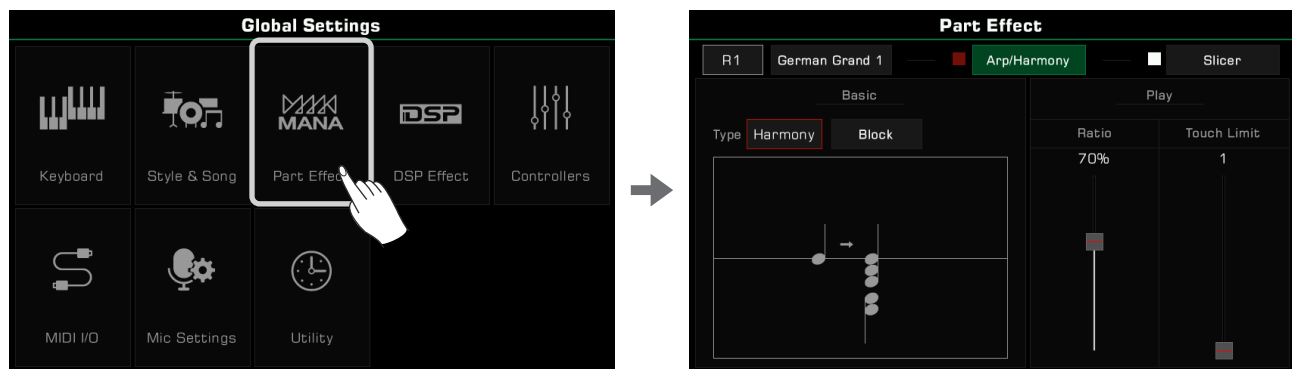 Global Settings
MANA
DSP
Keyboard
Style & Song
Part Effect
DSP Effect
Controllers
MIDI I/O
Mic Settings
Utility
Part Effect
R1 German Grand 1 Arp/Harmony Slicer
Basic
Type Harmony Block
Play
Ratio Touch Limit
70% 1